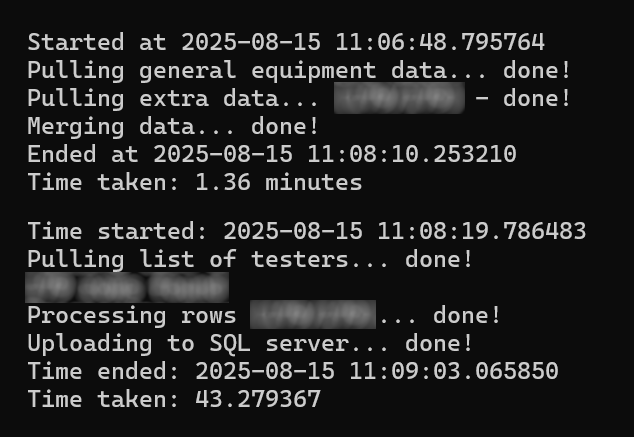 Started at 2025-08-15 11:06:48.795764
Pulling general equipment data... done!
Pulling extra data... - done!
Merging data... done!
Ended at 2025-08-15 11:08:10.253210
Time taken: 1.36 minutes
Time started: 2025-08-15 11:08:19.786483
Pulling list of testers... done!
Processing rows ... done!
Uploading to SQL server... done!
Time ended: 2025-08-15 11:09:03.065850
Time taken: 43.279367